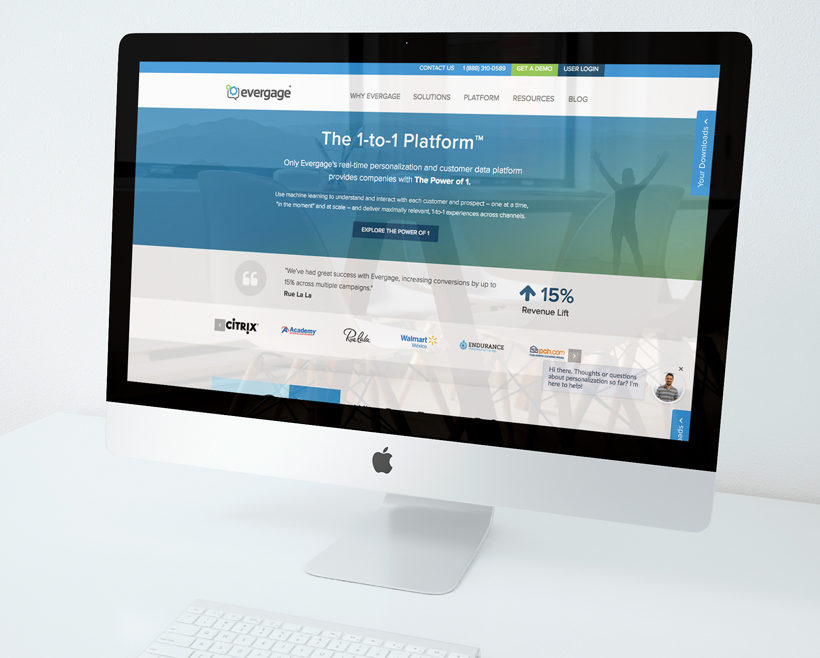 CONTACT US 1 (888) 310-0589 GET A DEMO USER LOGIN
evergage
WHY EVERGAGE SOLUTIONS PLATFORM RESOURCES BLOG
Your Downloads
The 1-to-1 Platform™
Only Evergage's real-time personalization and customer data platform
provides companies with The Power of 1.
Use machine learning to understand and interact with each customer and prospect – one at a time,
"in the moment" and at scale – and deliver maximally relevant, 1-to-1 experiences across channels.
EXPLORE THE POWER OF 1
"We've had great success with Evergage, increasing conversions by up to
15% across multiple campaigns."
Rue La La
15%
Revenue Lift
CITRIX
Academy
Rue La La
Walmart
México
ENDURANCE
pch.com
Hi there. Thoughts or questions
about personalization so far? I'm
here to help!